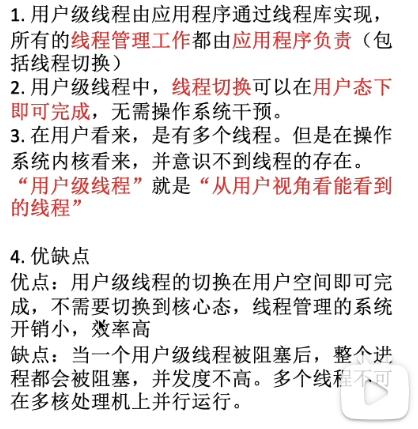 1. 用户级线程由应用程序通过线程库实现，
所有的线程管理工作都由应用程序负责（包
括线程切换）
2. 用户级线程中，线程切换可以在用户态下
即可完成，无需操作系统干预。
3. 在用户看来，是有多个线程。但是在操作
系统内核看来，并意识不到线程的存在。
“用户级线程”就是“从用户视角看能看到
的线程”
4. 优缺点
优点：用户级线程的切换在用户空间即可完
成，不需要切换到核心态，线程管理的系统
开销小，效率高
缺点：当一个用户级线程被阻塞后，整个进
程都会被阻塞，并发度不高。多个线程不可
在多核处理机上并行运行。